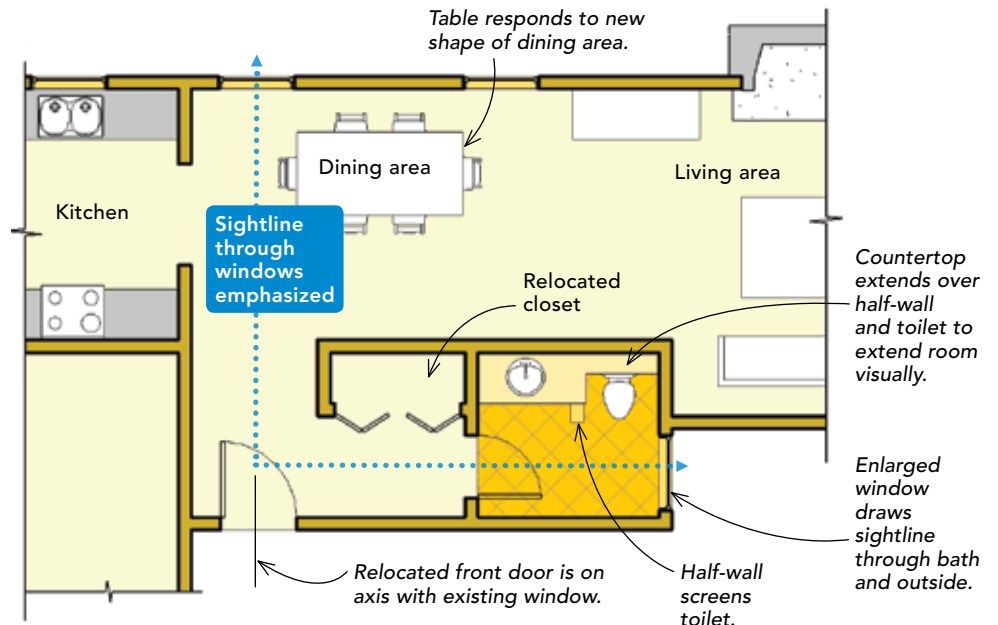 Table responds to new
shape of dining area.
Dining area
Living area
Kitchen
Sightline
through
windows
emphasized
Relocated
closet
Countertop
extends over
half-wall
and toilet to
extend room
visually.
Enlarged
window
draws
sightline
through bath
and outside.
Relocated front door is on
axis with existing window.
Half-wall
screens
toilet.